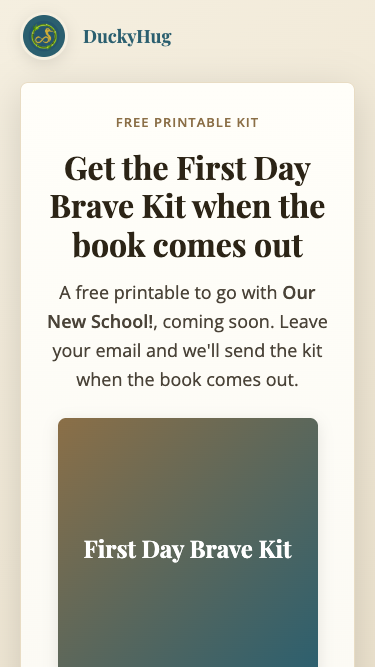 DuckyHug
FREE PRINTABLE KIT
Get the First Day
Brave Kit when the
book comes out
A free printable to go with Our
New School!, coming soon. Leave
your email and we'll send the kit
when the book comes out.
First Day Brave Kit